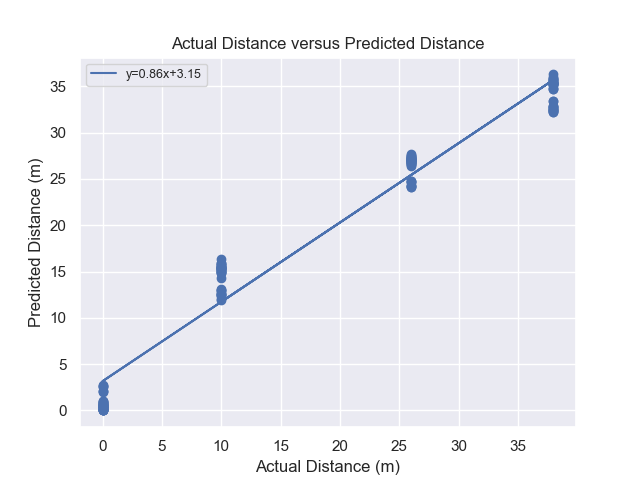 Actual Distance versus Predicted Distance
y=0.86x+3.15
Predicted Distance (m)
35
30
25
20
15
10
5
0
0 5 10 15 20 25 30 35
Actual Distance (m)